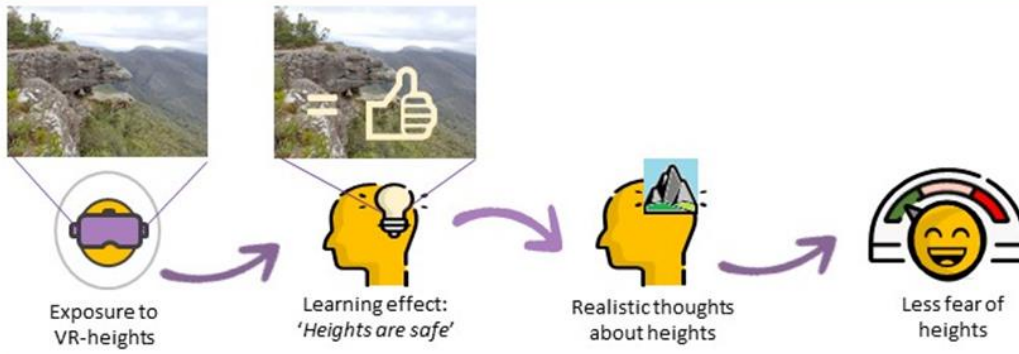 Exposure to
VR-heights
Learning effect:
‘Heights are safe’
Realistic thoughts
about heights
Less fear of
heights